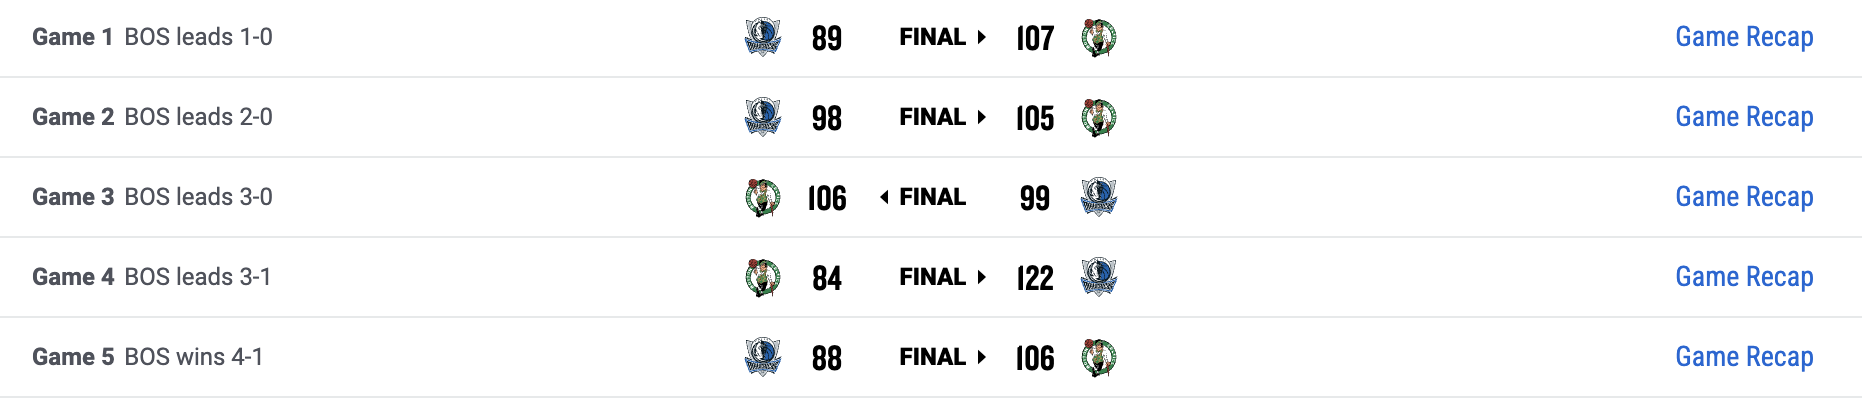 Game 1 BOS leads 1-0 89 FINAL 107 Game Recap
Game 2 BOS leads 2-0 98 FINAL 105 Game Recap
Game 3 BOS leads 3-0 106 FINAL 99 Game Recap
Game 4 BOS leads 3-1 84 FINAL 122 Game Recap
Game 5 BOS wins 4-1 88 FINAL 106 Game Recap